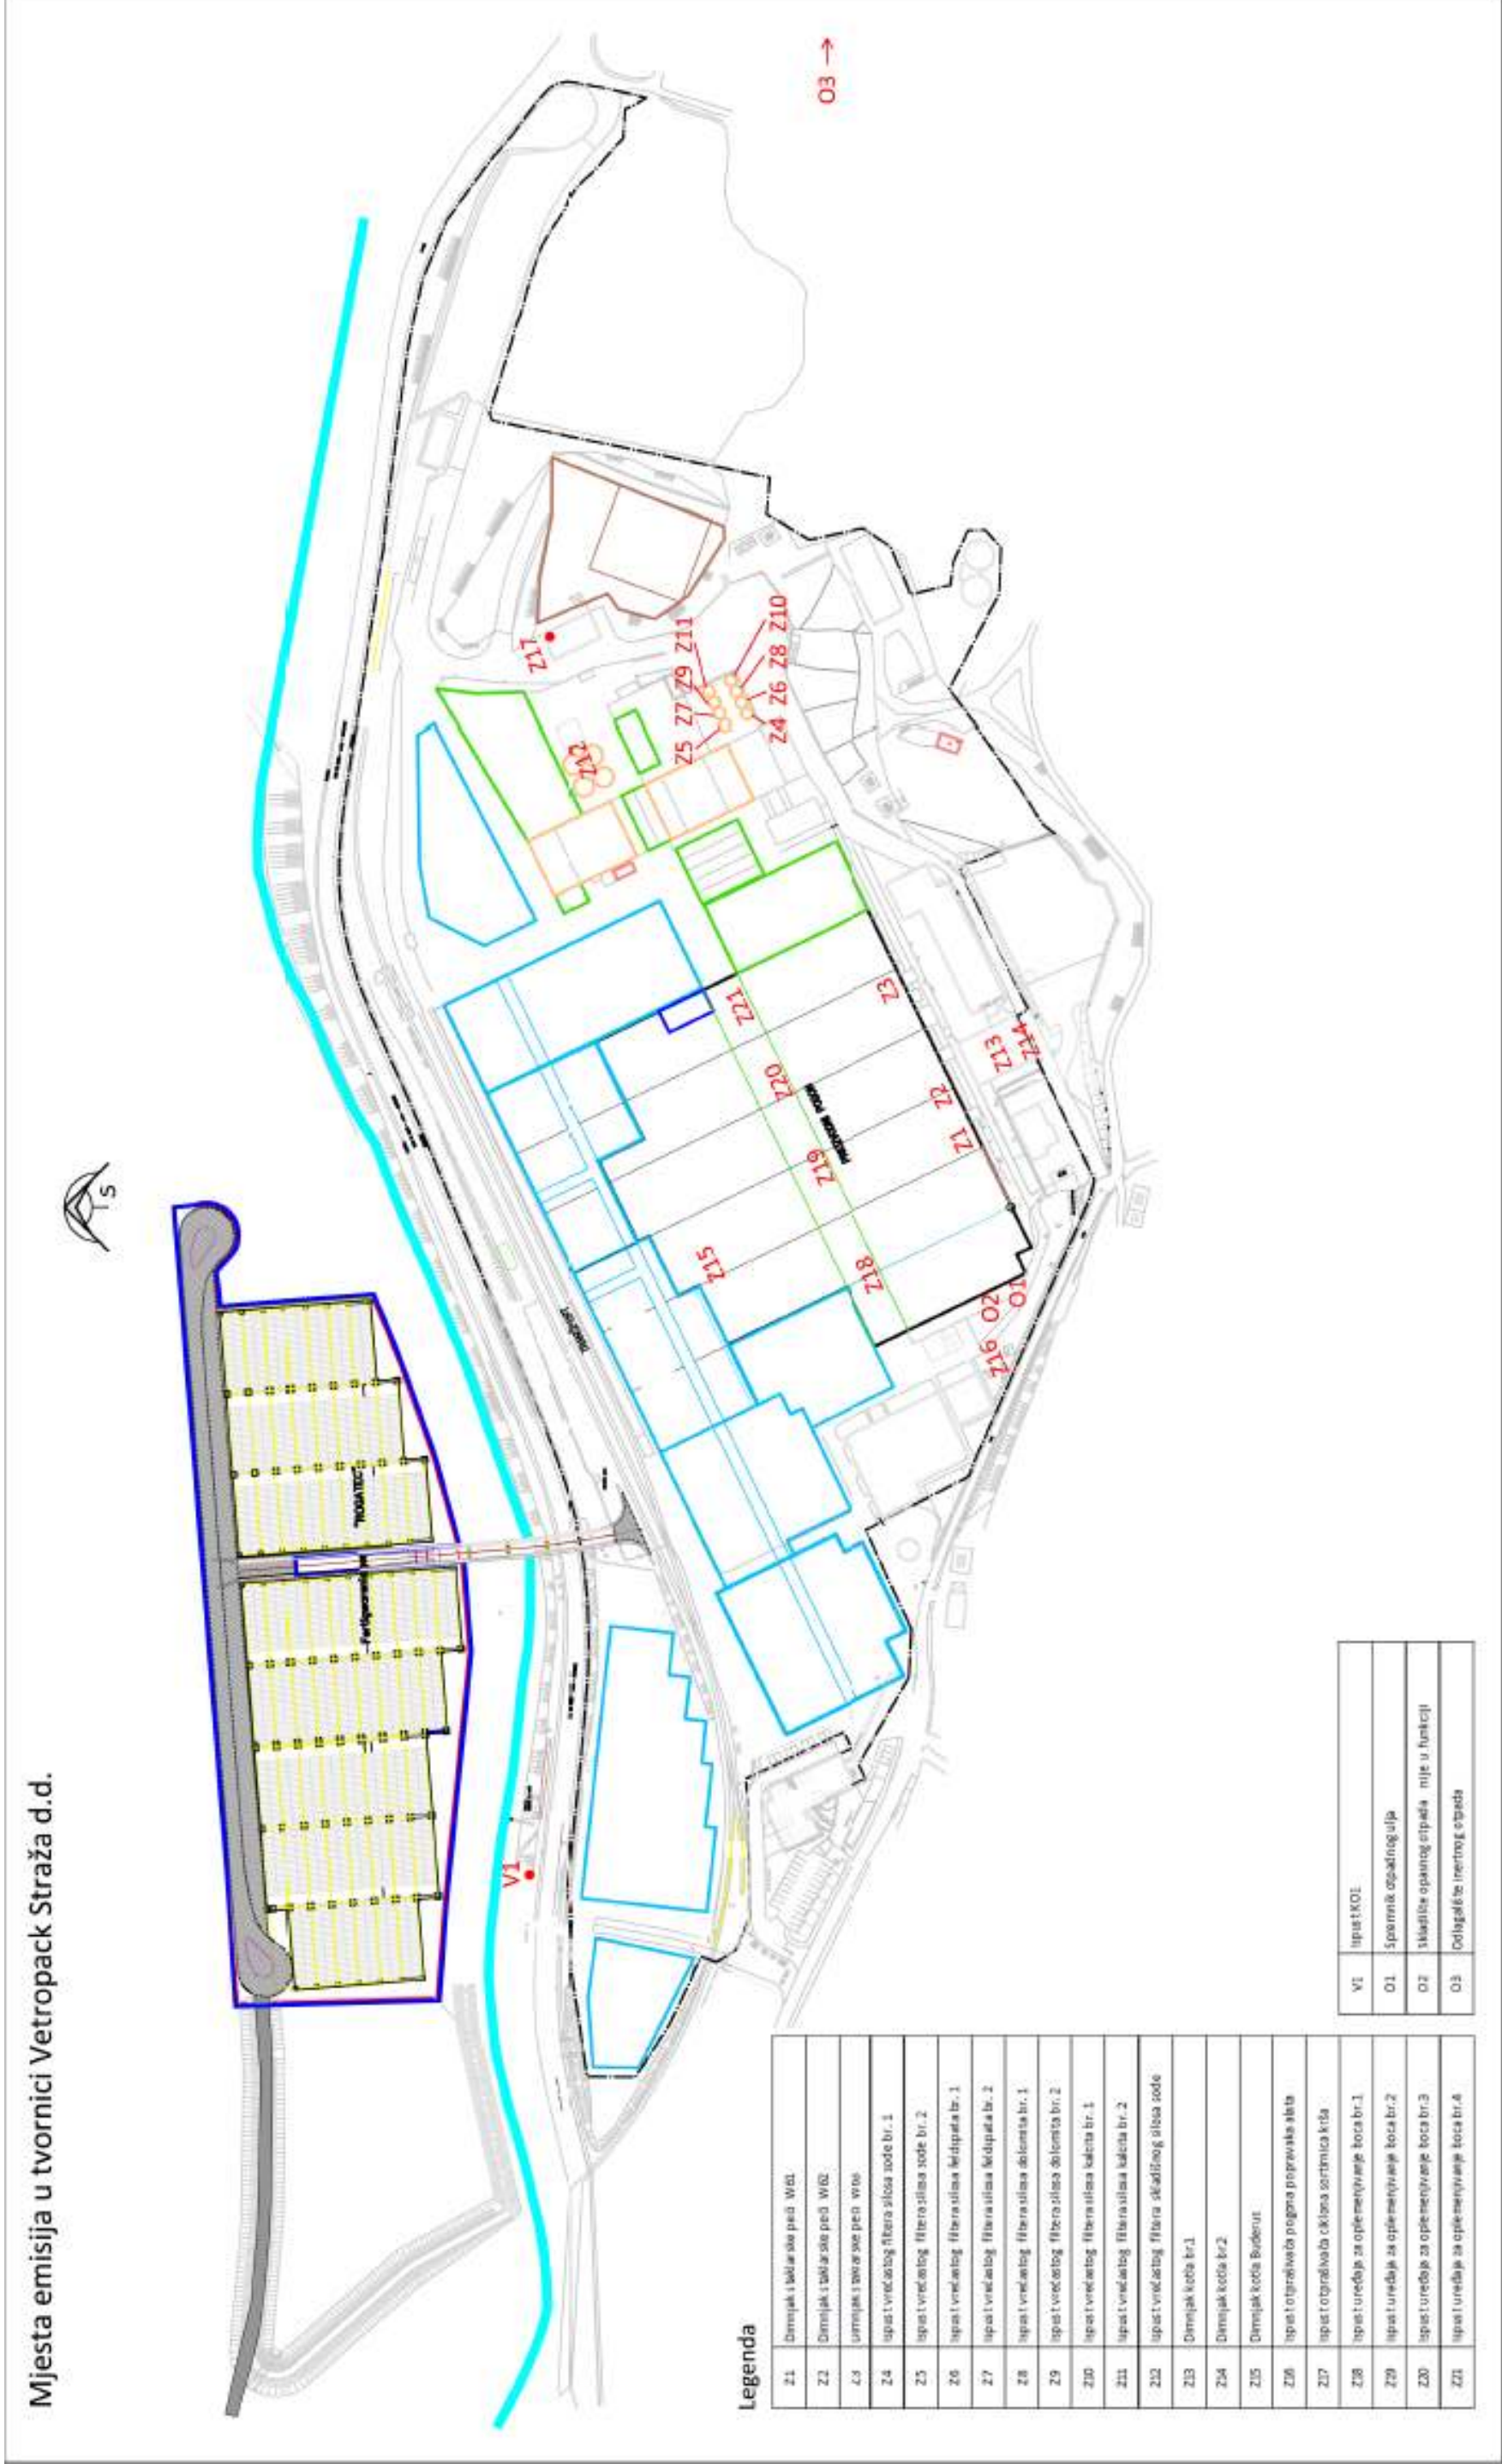 Mjesta emisija u tvornici Vetropack Straža d.d.
S
O3
"ROGATEC"
V1
TRANSPORT
Z17
Z12
Z5 Z7 Z9 Z11
Z4 Z6 Z8 Z10
Z21
Z20
Z19
Z18
Z15
Z3
Z2
Z1
Z13
Z14
Z16 O2
O1
Legenda
Z1 Dimnjak staklarske peći W61
Z2 Dimnjak staklarske peći W62
Z3 Dimnjak staklarske peći
Z4 Ispust vrećastog filtera silosa sode br. 1
Z5 Ispust vrećastog filtera silosa sode br. 2
Z6 Ispust vrećastog filtera silosa feldspata br. 1
Z7 Ispust vrećastog filtera silosa feldspata br. 2
Z8 Ispust vrećastog filtera silosa dolomita br. 1
Z9 Ispust vrećastog filtera silosa dolomita br. 2
Z10 Ispust vrećastog filtera silosa kalcita br. 1
Z11 Ispust vrećastog filtera silosa kalcita br. 2
Z12 Ispust vrećastog filtera skladišnog silosa sode
Z13 Dimnjak kotla br.1
Z14 Dimnjak kotla br.2
Z15 Dimnjak kotla Buderus
Z16 Ispust otprašivača pogona popravaka alata
Z17 Ispust otprašivača ciklona sortirnica krša
Z18 Ispust uređaja za oplemenjivanje boca br.1
Z19 Ispust uređaja za oplemenjivanje boca br.2
Z20 Ispust uređaja za oplemenjivanje boca br.3
Z21 Ispust uređaja za oplemenjivanje boca br.4
V1 Ispust KO1
O1 Spremnik otpadnog ulja
O2 Skladište opasnog otpada nije u funkciji
O3 Odlagalište inertnog otpada